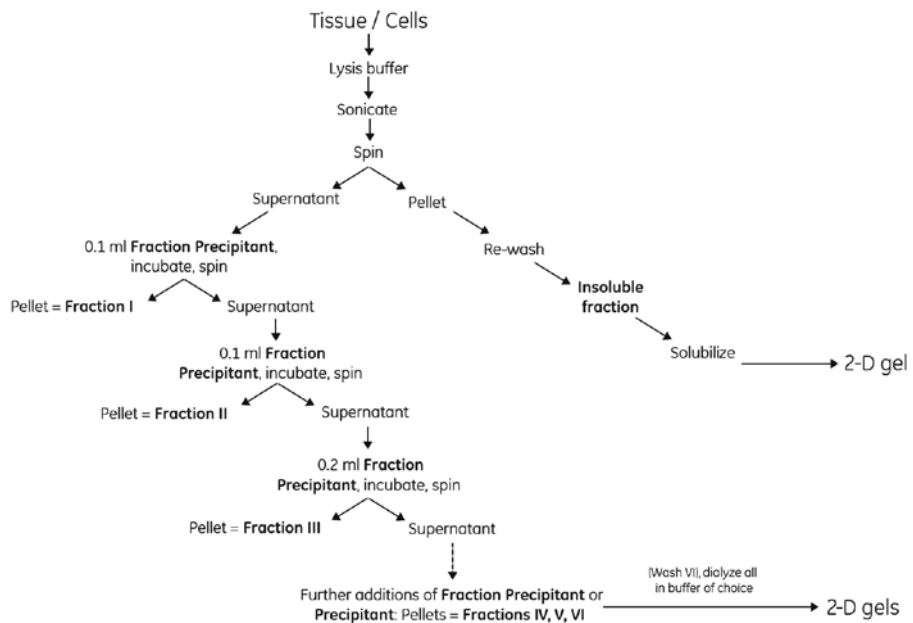 Tissue / Cells
Lysis buffer
Sonicate
Spin
Supernatant
Pellet
0.1 ml Fraction Precipitant,
incubate, spin
Re-wash
Pellet = Fraction I
Supernatant
Insoluble
fraction
0.1 ml Fraction
Precipitant, incubate, spin
Solubilize
2-D gel
Pellet = Fraction II
Supernatant
0.2 ml Fraction
Precipitant, incubate, spin
Pellet = Fraction III
Supernatant
Further additions of Fraction Precipitant or
Precipitant: Pellets = Fractions IV, V, VI
(Wash VI), dialyze all
in buffer of choice
2-D gels